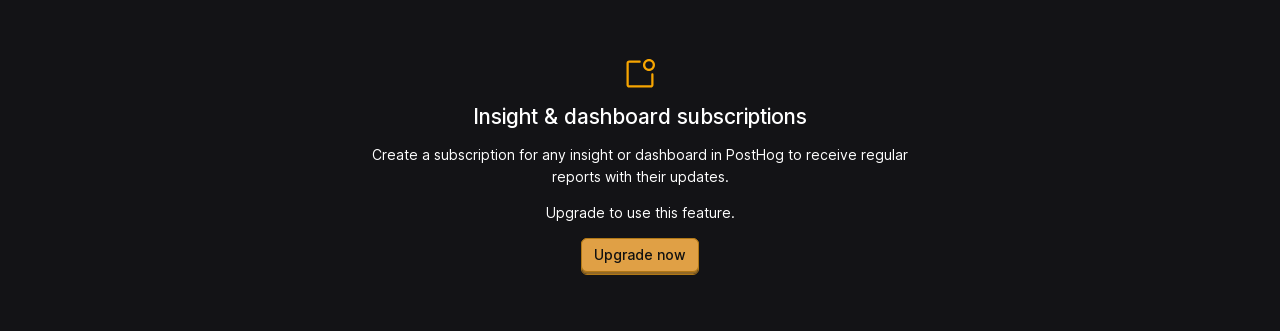 Insight & dashboard subscriptions
Create a subscription for any insight or dashboard in PostHog to receive regular
reports with their updates.
Upgrade to use this feature.
Upgrade now